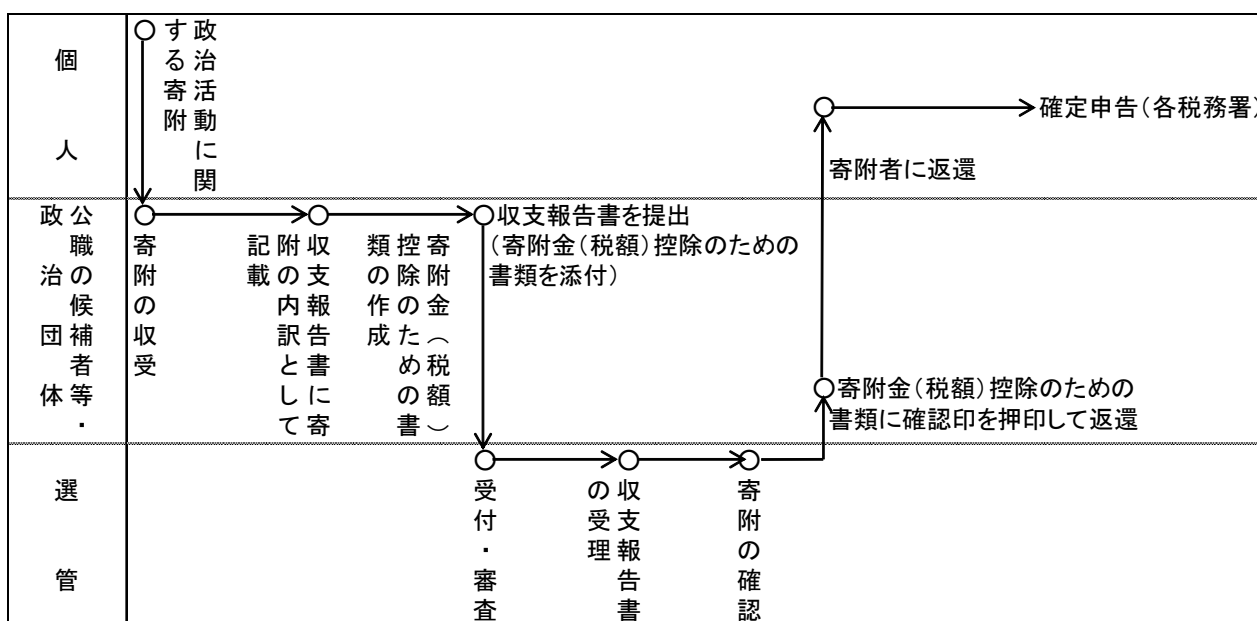 個人
政治活動に関
する寄附
確定申告（各税務署）
寄附者に返還
公職の候補者等・
政治団体
寄附の収受
収支報告書に寄
附の内訳として
記載
寄附金（税額）
控除のための書
類の作成
収支報告書を提出
（寄附金（税額）控除のための
書類を添付）
寄附金（税額）控除のための
書類に確認印を押印して返還
選管
受付・審査
収支報告書
の受理
寄附の確認